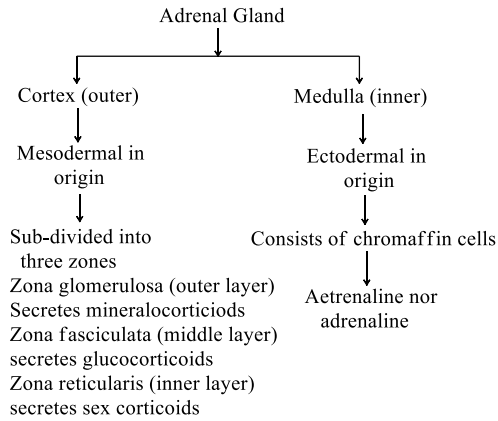 Adrenal Gland
Cortex (outer)
Mesodermal in
origin
Sub-divided into
three zones
Zona glomerulosa (outer layer)
Secretes mineralocorticiods
Zona fasciculata (middle layer)
secretes glucocorticoids
Zona reticularis (inner layer)
secretes sex corticoids
Medulla (inner)
Ectodermal in
origin
Consists of chromaffin cells
Aetrenaline nor
adrenaline